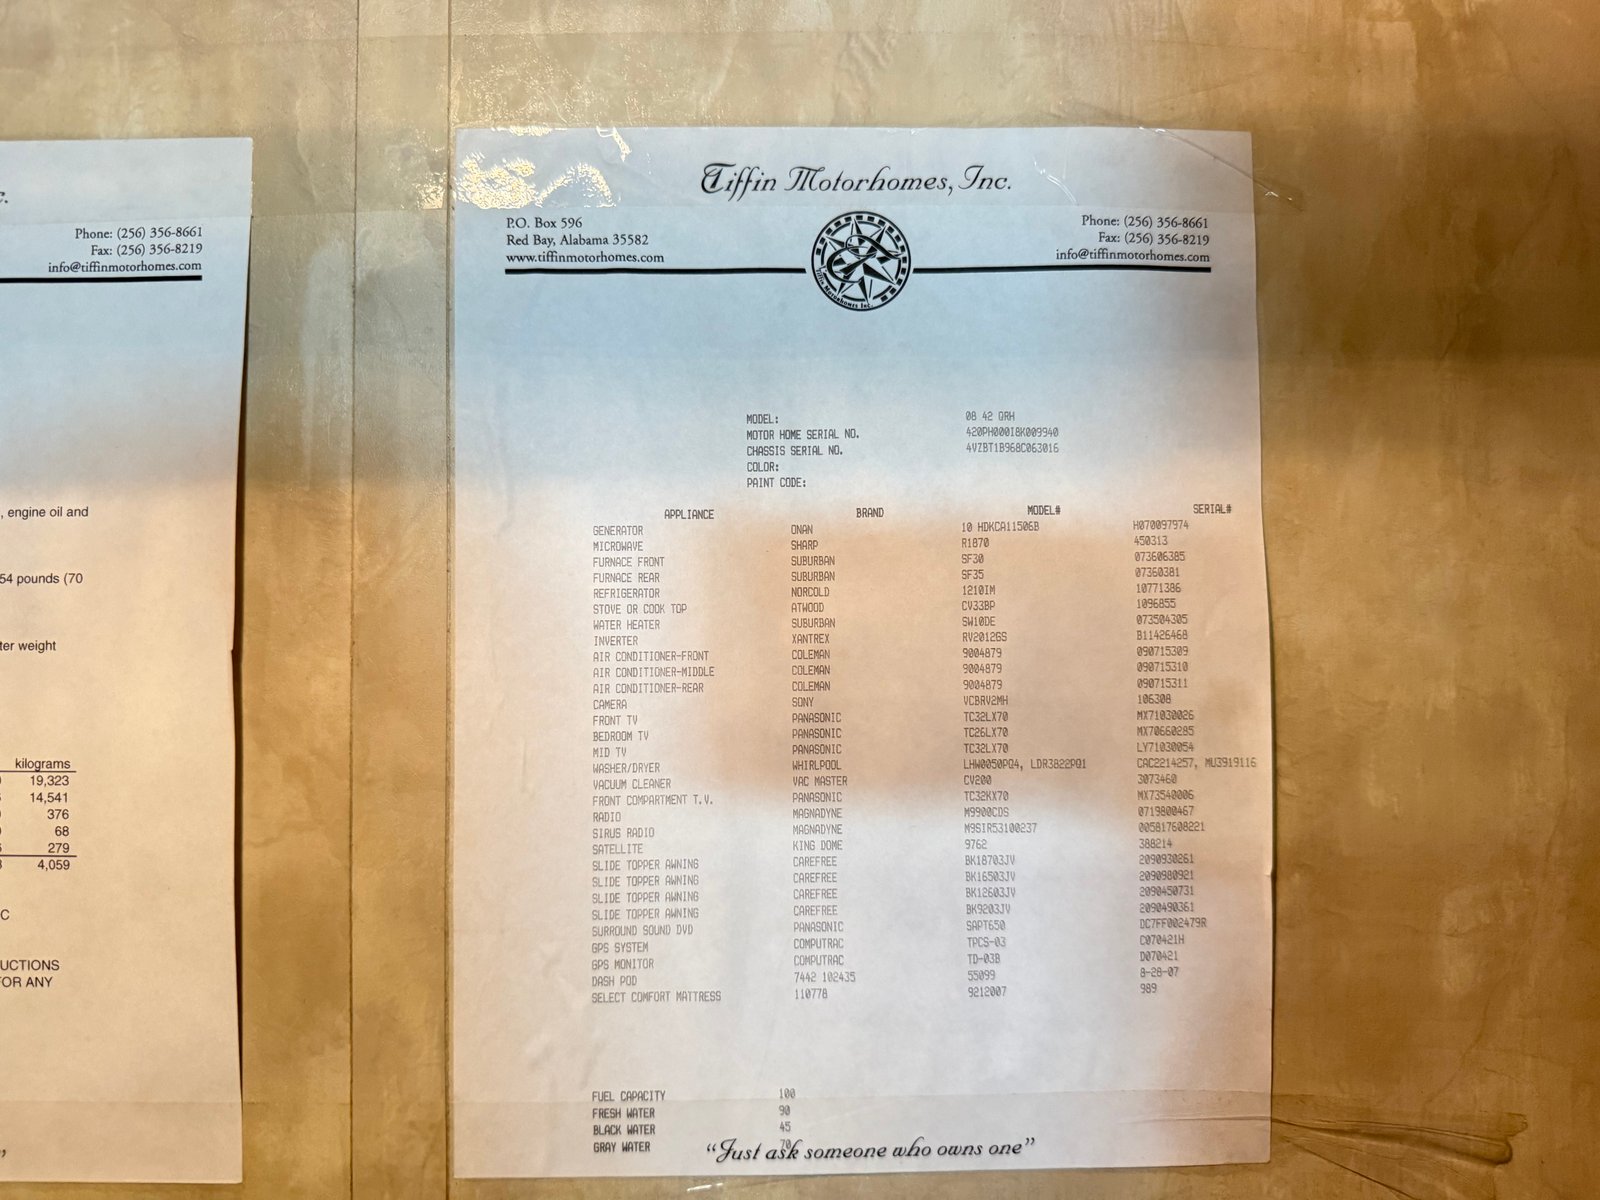 c.
Phone: (256) 356-8661
Fax: (256) 356-8219
info@tiffinmotorhomes.com
, engine oil and
54 pounds (70
ter weight
kilograms
19,323
14,541
376
68
279
4,059
C
UCTIONS
FOR ANY
"
Tiffin Motorhomes, Inc.
P.O. Box 596
Red Bay, Alabama 35582
www.tiffinmotorhomes.com
Tiffin Motorhomes Inc.
Phone: (256) 356-8661
Fax: (256) 356-8219
info@tiffinmotorhomes.com
MODEL: 08 42 QRH
MOTOR HOME SERIAL NO. 420PH000I8K009940
CHASSIS SERIAL NO. 4VZBT1B968C063016
COLOR:
PAINT CODE:
APPLIANCE BRAND MODEL# SERIAL#
GENERATOR ONAN 10 HDKCA11506B H070097974
MICROWAVE SHARP R1870 450313
FURNACE FRONT SUBURBAN SF30 073606385
FURNACE REAR SUBURBAN SF35 07360381
REFRIGERATOR NORCOLD 1210IM 10771386
STOVE OR COOK TOP ATWOOD CV33BP 1096855
WATER HEATER SUBURBAN SW10DE 073504305
INVERTER XANTREX RV2012GS B11426468
AIR CONDITIONER-FRONT COLEMAN 9004879 090715309
AIR CONDITIONER-MIDDLE COLEMAN 9004879 090715310
AIR CONDITIONER-REAR COLEMAN 9004879 090715311
CAMERA SONY VCBRV2MH 106308
FRONT TV PANASONIC TC32LX70 MX71030026
BEDROOM TV PANASONIC TC26LX70 MX70660285
MID TV PANASONIC TC32LX70 LY71030054
WASHER/DRYER WHIRLPOOL LHW0050PQ4, LDR3822PQ1 CAC2214257, MU3919116
VACUUM CLEANER VAC MASTER CV200 3073460
FRONT COMPARTMENT T.V. PANASONIC TC32KX70 MX73540006
RADIO MAGNADYNE M9900CDS 0719800467
SIRUS RADIO MAGNADYNE M9SIR53100237 005817608221
SATELLITE KING DOME 9762 388214
SLIDE TOPPER AWNING CAREFREE BK18703JV 2090930261
SLIDE TOPPER AWNING CAREFREE BK16503JV 2090980921
SLIDE TOPPER AWNING CAREFREE BK12603JV 2090450731
SLIDE TOPPER AWNING CAREFREE BK9203JV 2090490361
SURROUND SOUND DVD PANASONIC SAPT650 DC7FF002479R
GPS SYSTEM COMPUTRAC TPCS-03 C070421H
GPS MONITOR COMPUTRAC TD-03B D070421
DASH POD 7442 102435 55099 8-28-07
SELECT COMFORT MATTRESS 110778 9212007 989
FUEL CAPACITY 100
FRESH WATER 90
BLACK WATER 45
GRAY WATER 70
"Just ask someone who owns one"